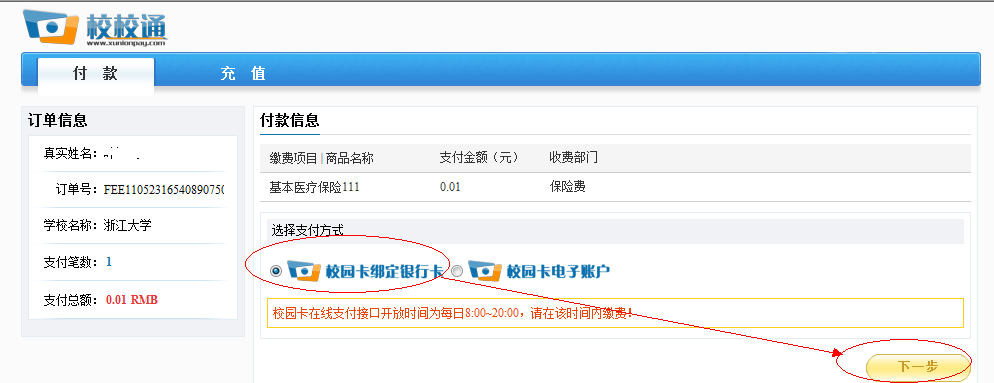 校校通
www.xunionpay.com
付 款
充 值
订单信息
真实姓名：
订单号：FEE1105231654089075
学校名称：浙江大学
支付笔数：1
支付总额：0.01 RMB
付款信息
缴费项目|商品名称 支付金额（元） 收费部门
基本医疗保险111 0.01 保险费
选择支付方式
校园卡绑定银行卡 校园卡电子账户
校园卡在线支付接口开放时间为每日8:00~20:00，请在该时间内缴费！
下一步